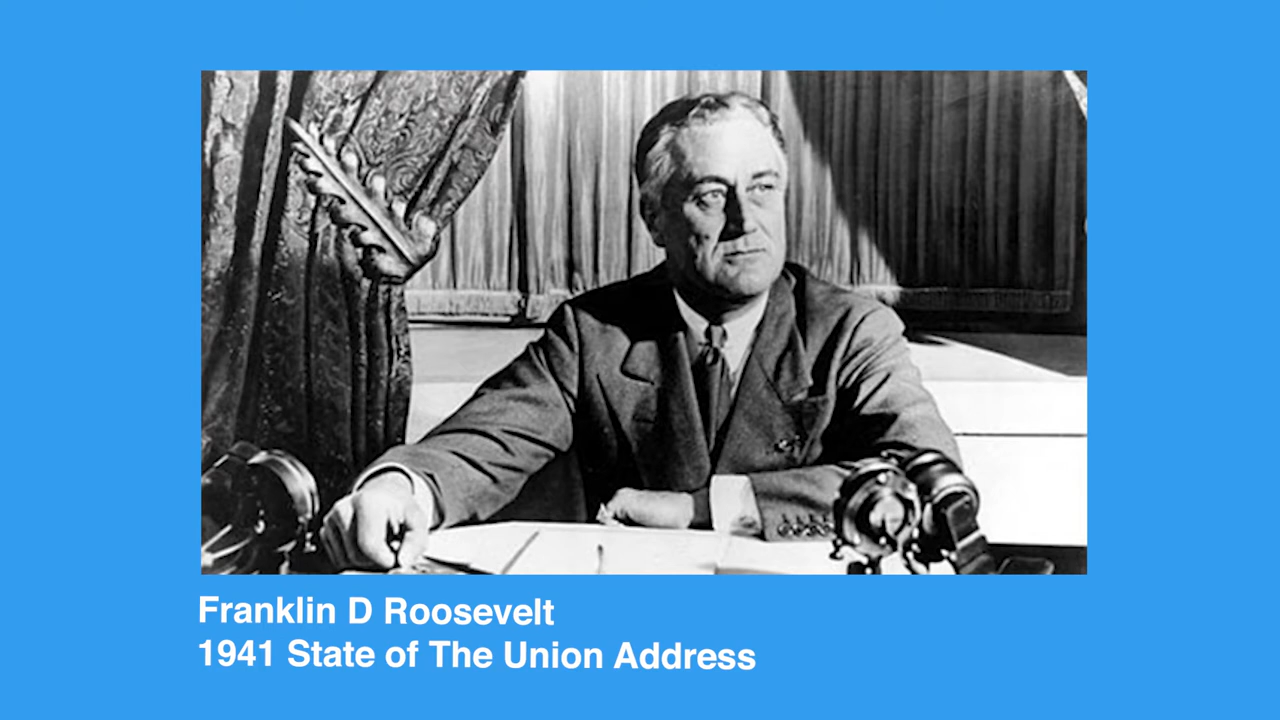 Franklin D Roosevelt
1941 State of The Union Address